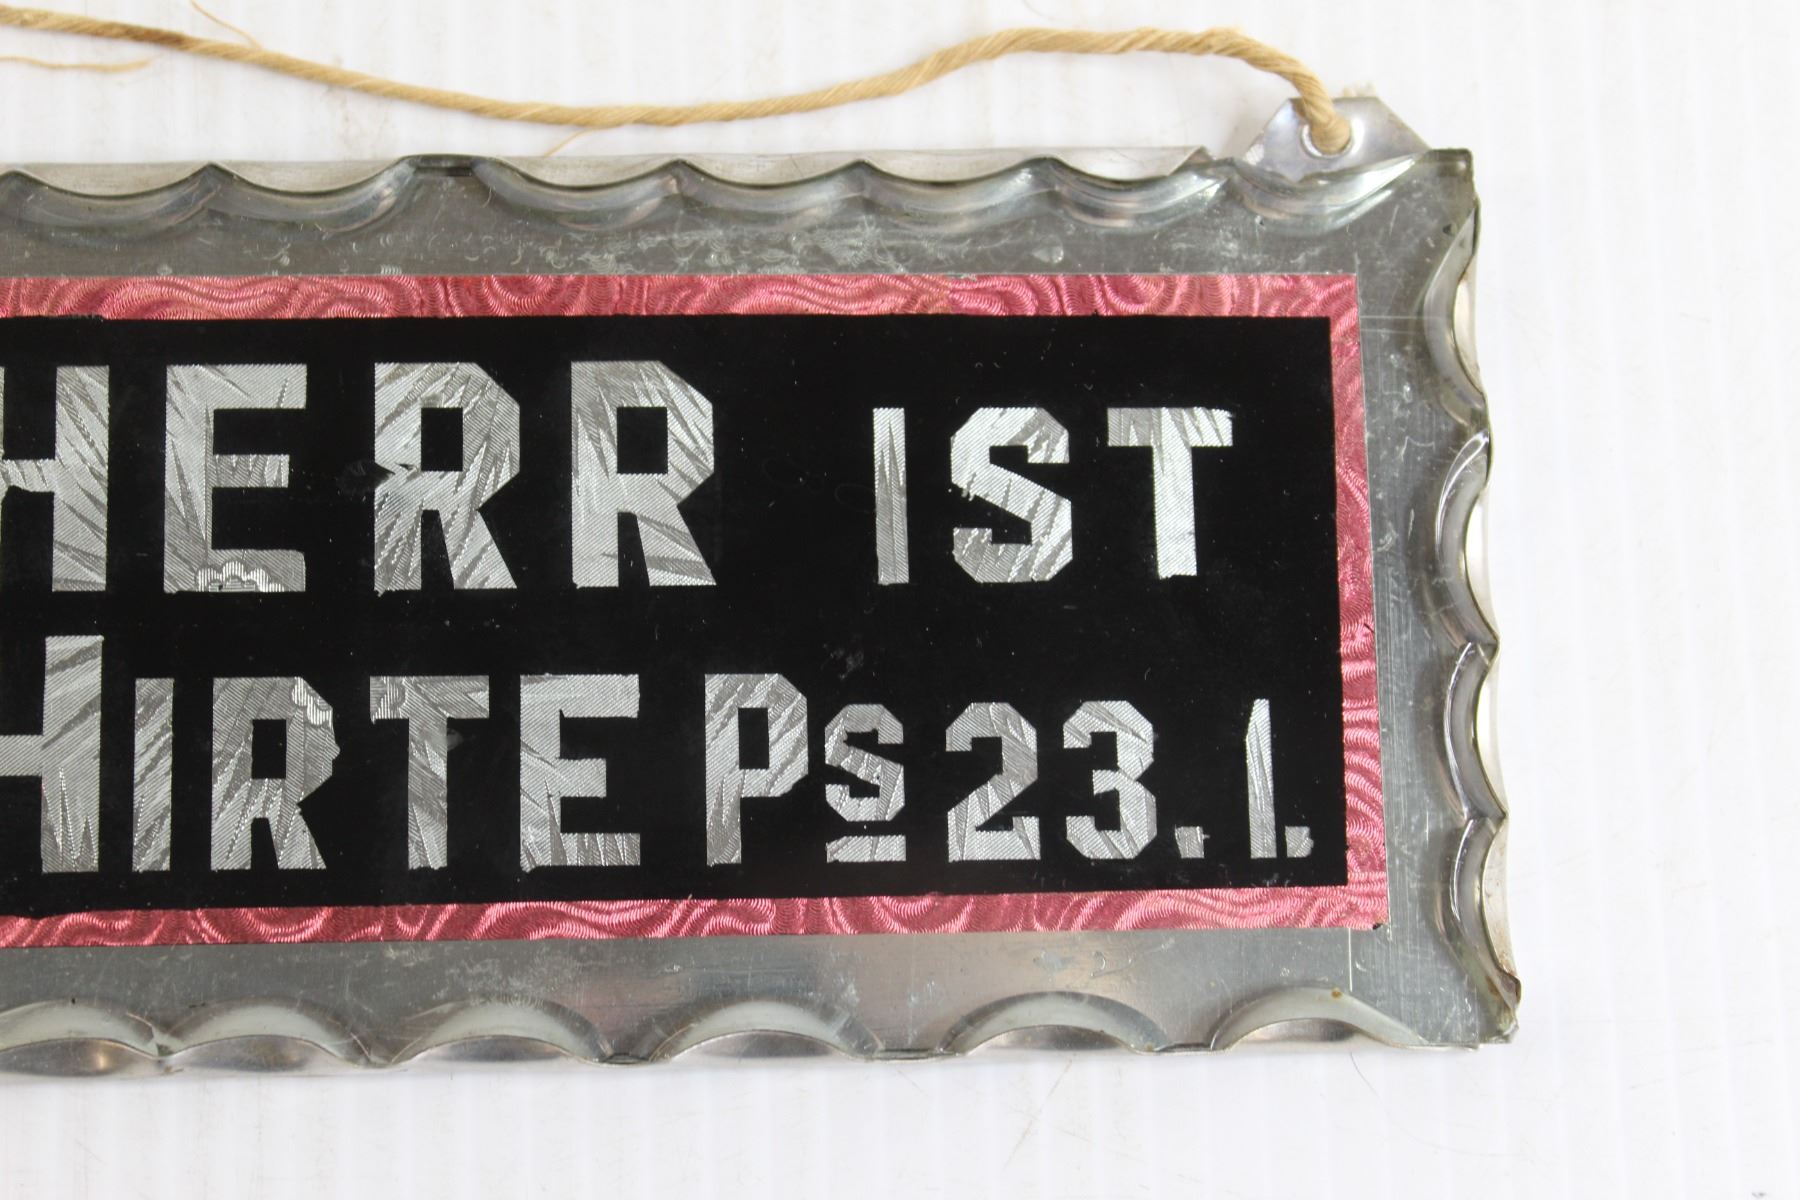 HERR IST
HIRTE Ps 23. 1.